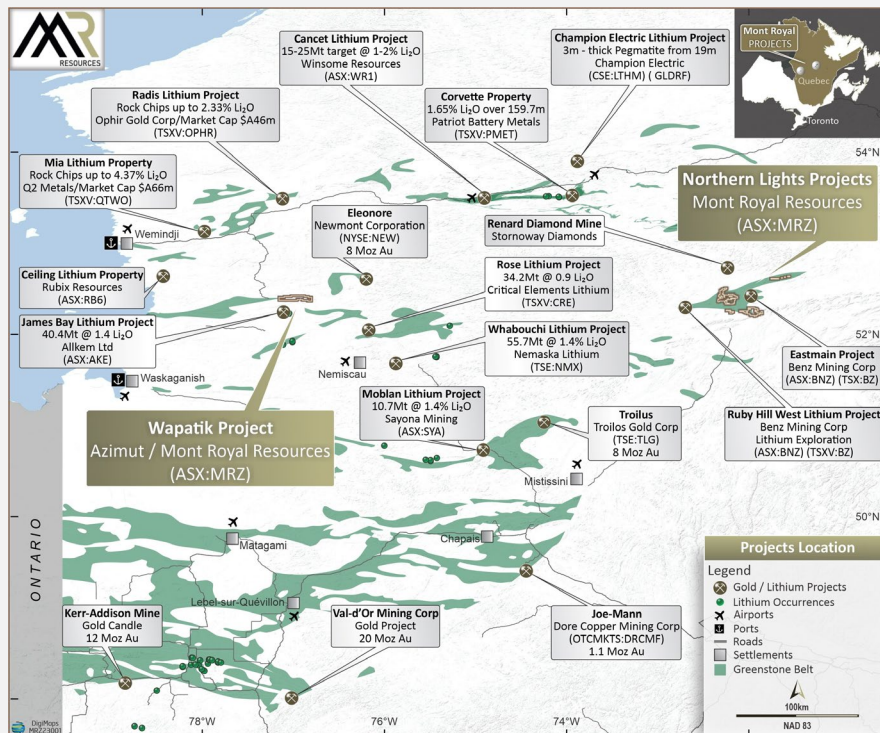 MR
RESOURCES
Cancet Lithium Project
15-25Mt target @ 1-2% Li₂O
Winsome Resources
(ASX:WR1)
Champion Electric Lithium Project
3m - thick Pegmatite from 19m
Champion Electric
(CSE:LTHM) ( GLDRF)
Mont Royal
PROJECTS
Quebec
Toronto
Radis Lithium Project
Rock Chips up to 2.33% Li₂O
Ophir Gold Corp/Market Cap $A46m
(TSXV:OPHR)
Corvette Property
1.65% Li₂O over 159.7m
Patriot Battery Metals
(TSXV:PMET)
54°N
Mia Lithium Property
Rock Chips up to 4.37% Li₂O
Q2 Metals/Market Cap $A66m
(TSXV:QTWO)
Northern Lights Projects
Mont Royal Resources
(ASX:MRZ)
Eleonore
Newmont Corporation
(NYSE:NEW)
8 Moz Au
Renard Diamond Mine
Stornoway Diamonds
Wemindji
Ceiling Lithium Property
Rubix Resources
(ASX:RB6)
Rose Lithium Project
34.2Mt @ 0.9 Li₂O
Critical Elements Lithium
(TSXV:CRE)
James Bay Lithium Project
40.4Mt @ 1.4 Li₂O
Allkem Ltd
(ASX:AKE)
Whabouchi Lithium Project
55.7Mt @ 1.4% Li₂O
Nemaska Lithium
(TSE:NMX)
52°N
Eastmain Project
Benz Mining Corp
(ASX:BNZ) (TSX:BZ)
Nemiscau
Waskaganish
Moblan Lithium Project
10.7Mt @ 1.4% Li₂O
Sayona Mining
(ASX:SYA)
Wapatik Project
Azimut / Mont Royal Resources
(ASX:MRZ)
Troilus
Troilos Gold Corp
(TSE:TLG)
8 Moz Au
Ruby Hill West Lithium Project
Benz Mining Corp
Lithium Exploration
(ASX:BNZ) (TSXV:BZ)
Mistissini
50°N
ONTARIO
Matagami
Chapais
Lebel-sur-Quévillon
Kerr-Addison Mine
Gold Candle
12 Moz Au
Val-d'Or Mining Corp
Gold Project
20 Moz Au
Joe-Mann
Dore Copper Mining Corp
(OTCMKTS:DRCMF)
1.1 Moz Au
Projects Location
Legend
Gold / Lithium Projects
Lithium Occurrences
Airports
Ports
Roads
Settlements
Greenstone Belt
100km
NAD 83
DigiMaps
MRZ23001
78°W
76°W
74°W